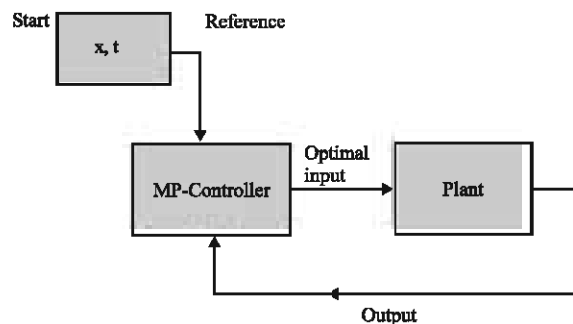 Start
Reference
x, t
Optimal
input
MP-Controller
Plant
Output